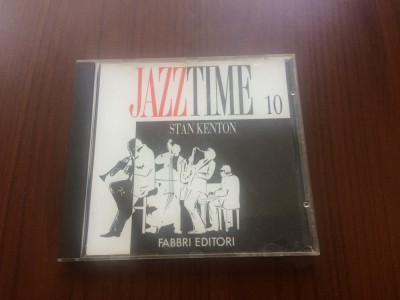 JAZZTIME 10
STAN KENTON
FABBRI EDITORI